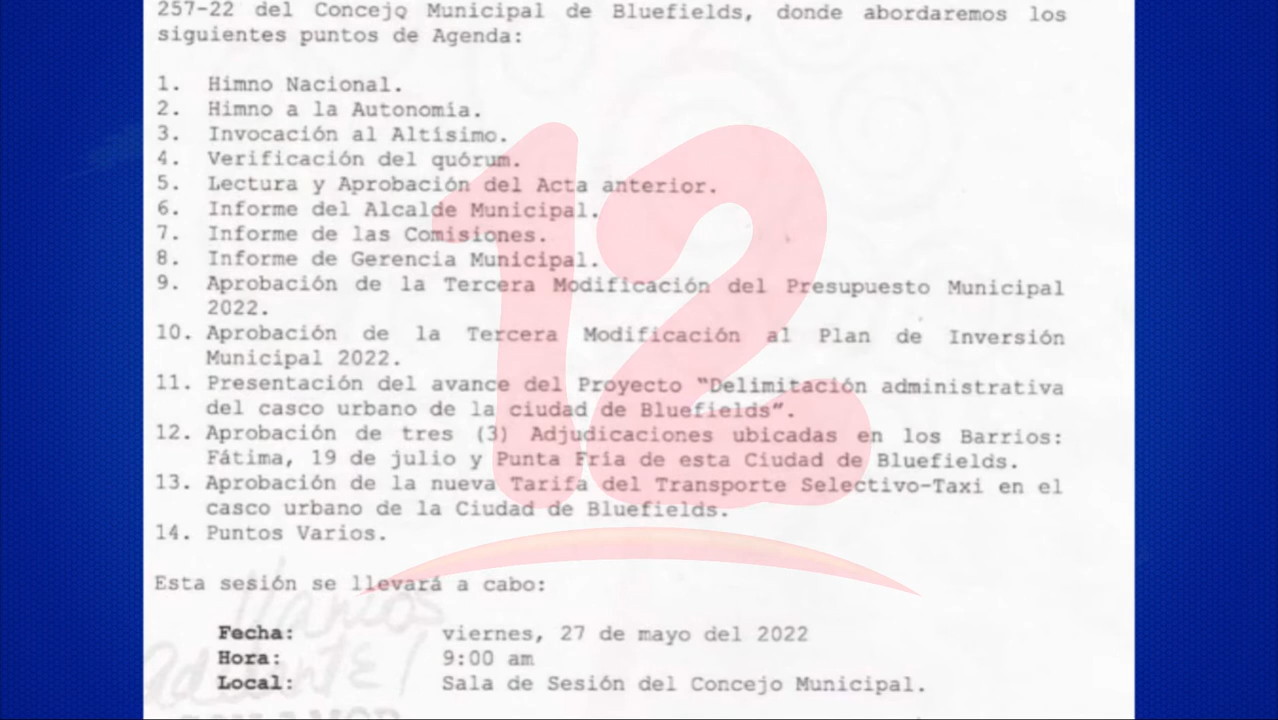 257-22 del Concejo Municipal de Bluefields, donde abordaremos los
siguientes puntos de Agenda:
1. Himno Nacional.
2. Himno a la Autonomía.
3. Invocación al Altísimo.
4. Verificación del quórum.
5. Lectura y Aprobación del Acta anterior.
6. Informe del Alcalde Municipal.
7. Informe de las Comisiones.
8. Informe de Gerencia Municipal.
9. Aprobación de la Tercera Modificación del Presupuesto Municipal
2022.
10. Aprobación de la Tercera Modificación al Plan de Inversión
Municipal 2022.
11. Presentación del avance del Proyecto “Delimitación administrativa
del casco urbano de la ciudad de Bluefields”.
12. Aprobación de tres (3) Adjudicaciones ubicadas en los Barrios:
Fátima, 19 de julio y Punta Fría de esta Ciudad de Bluefields.
13. Aprobación de la nueva Tarifa del Transporte Selectivo-Taxi en el
casco urbano de la Ciudad de Bluefields.
14. Puntos Varios.
Esta sesión se llevará a cabo:
Fecha: viernes, 27 de mayo del 2022
Hora: 9:00 am
Local: Sala de Sesión del Concejo Municipal.
12
Vamos
adelante!